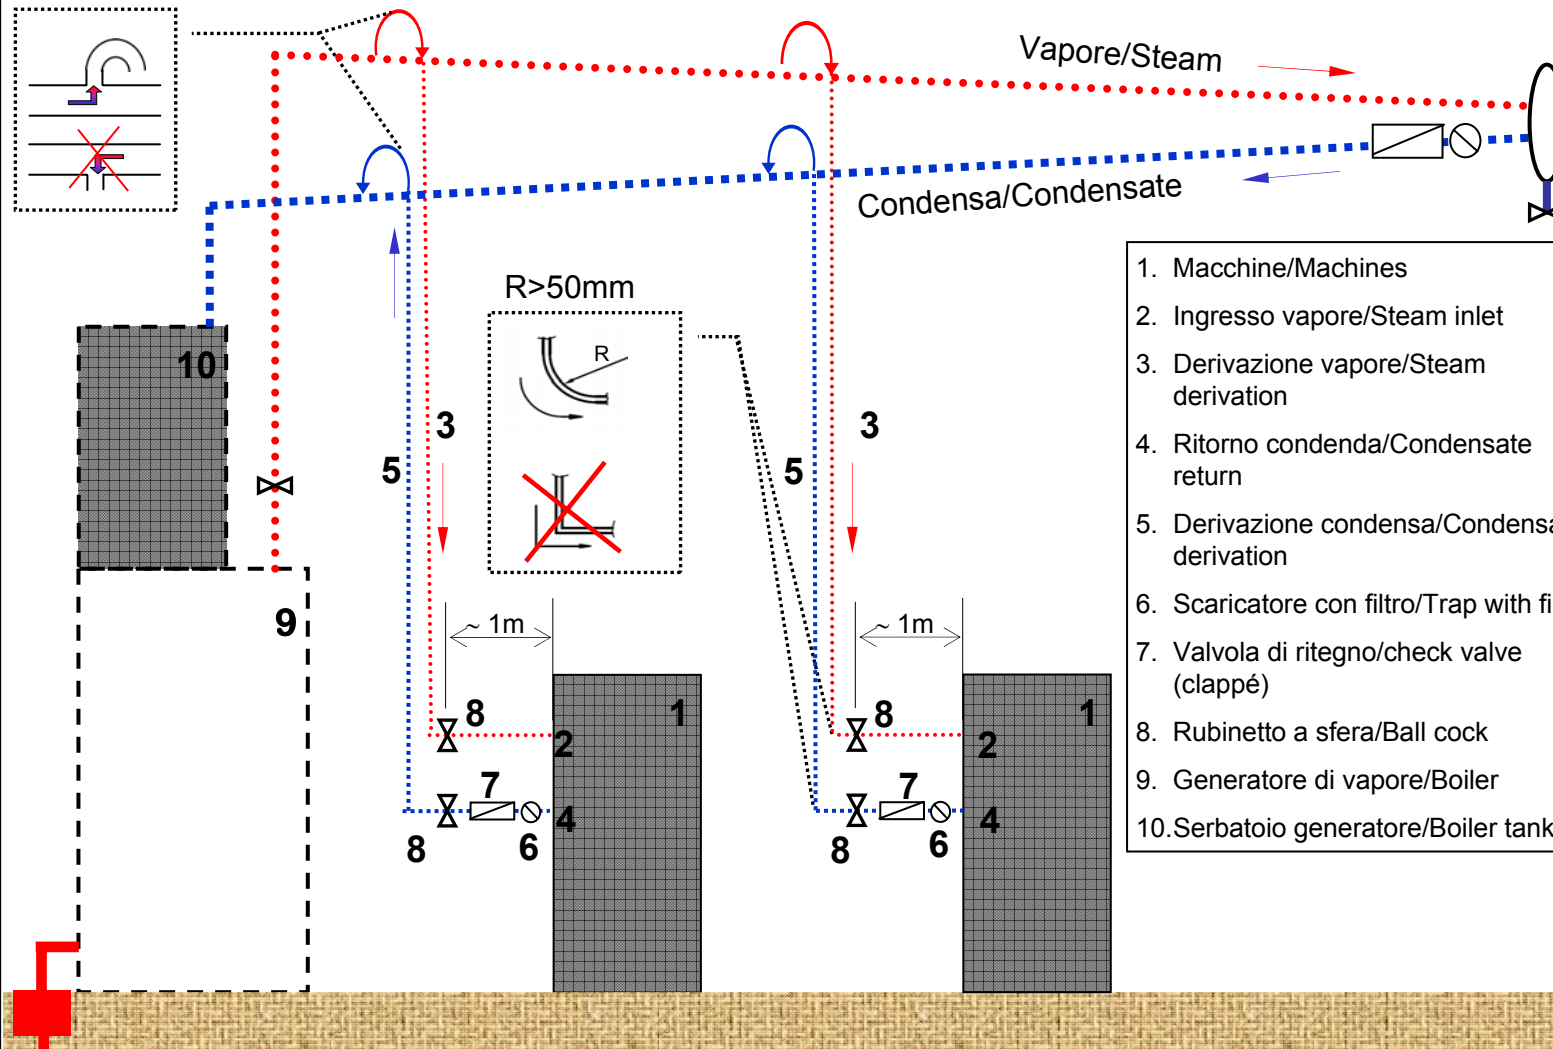 Vapore/Steam
Condensa/Condensate
R>50mm
R
10
3
5
3
5
9
~ 1m
~ 1m
8
1
8
1
2
2
7
7
4
4
8
6
8
6
1. Macchine/Machines
2. Ingresso vapore/Steam inlet
3. Derivazione vapore/Steam
derivation
4. Ritorno condenda/Condensate
return
5. Derivazione condensa/Condensa
derivation
6. Scaricatore con filtro/Trap with fi
7. Valvola di ritegno/check valve
(clappé)
8. Rubinetto a sfera/Ball cock
9. Generatore di vapore/Boiler
10.Serbatoio generatore/Boiler tank